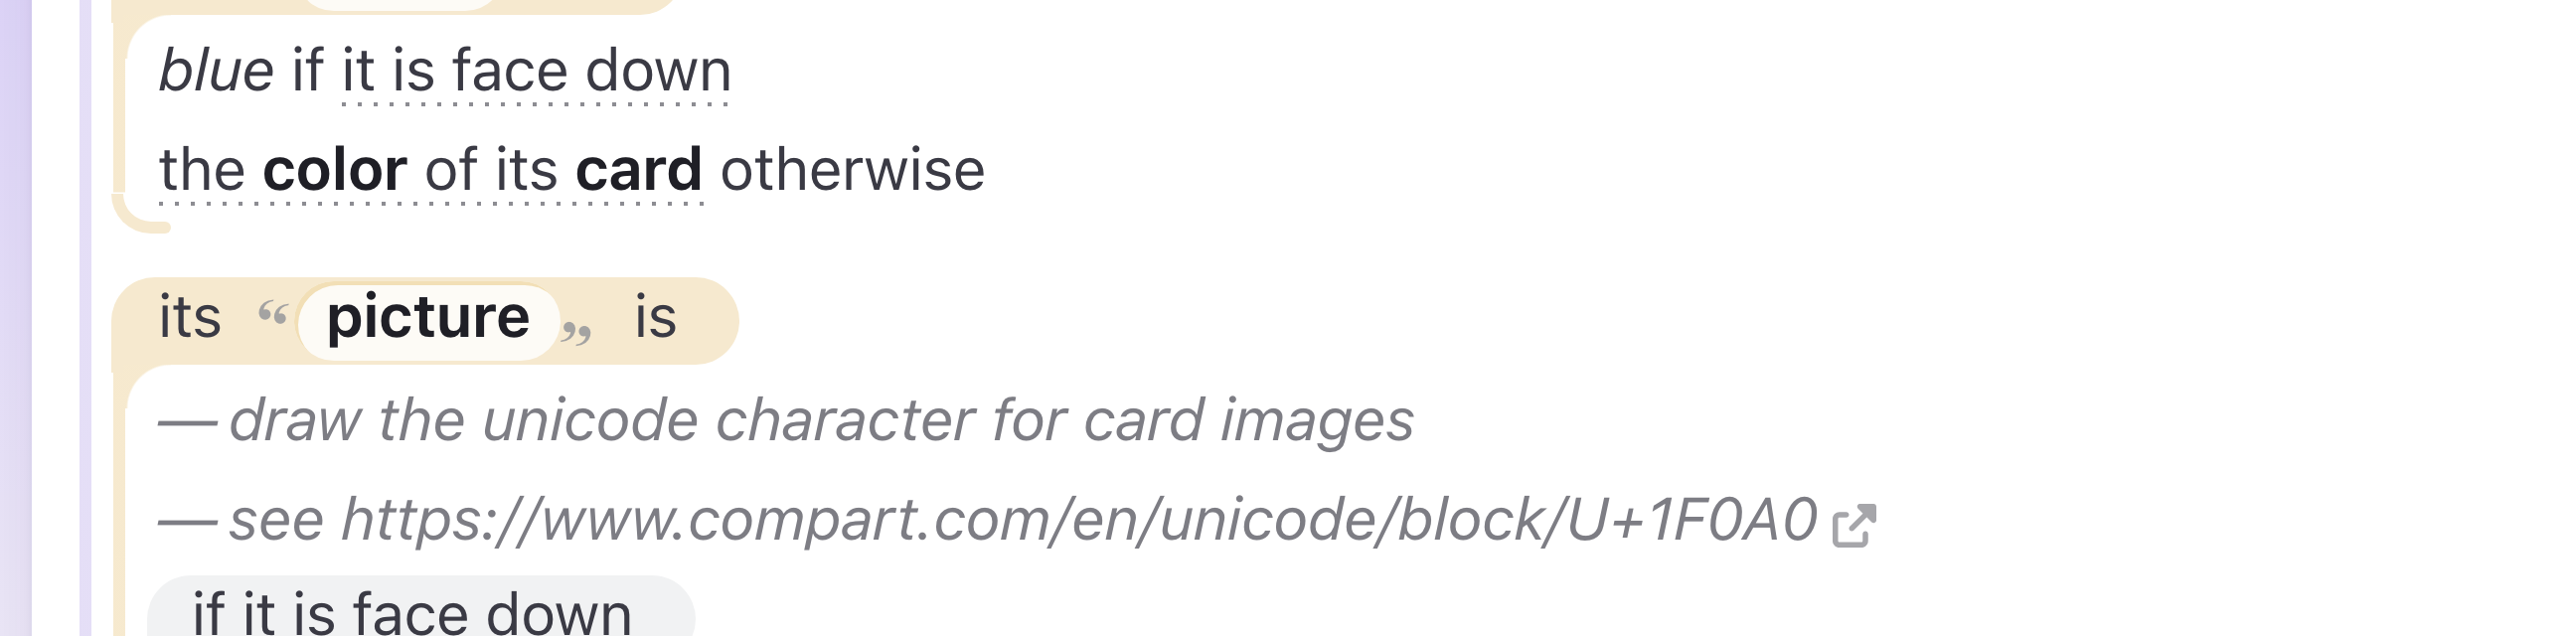 blue if it is face down
the color of its card otherwise
its “ picture „ is
— draw the unicode character for card images
— see https://www.compart.com/en/unicode/block/U+1F0A0
if it is face down